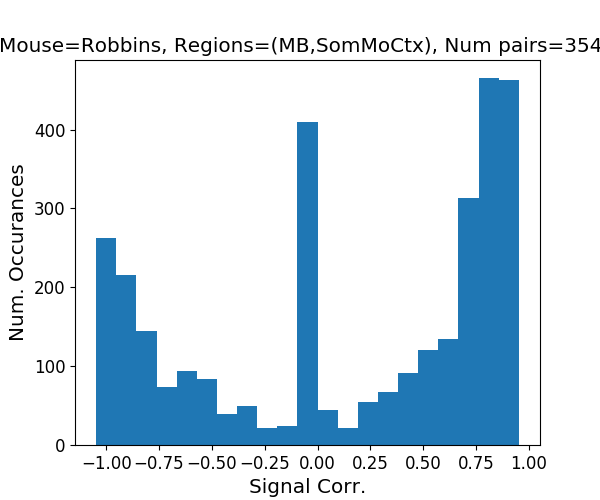 Mouse=Robbins, Regions=(MB,SomMoCtx), Num pairs=354
Num. Occurances
400
300
200
100
0
−1.00 −0.75 −0.50 −0.25 0.00 0.25 0.50 0.75 1.00
Signal Corr.